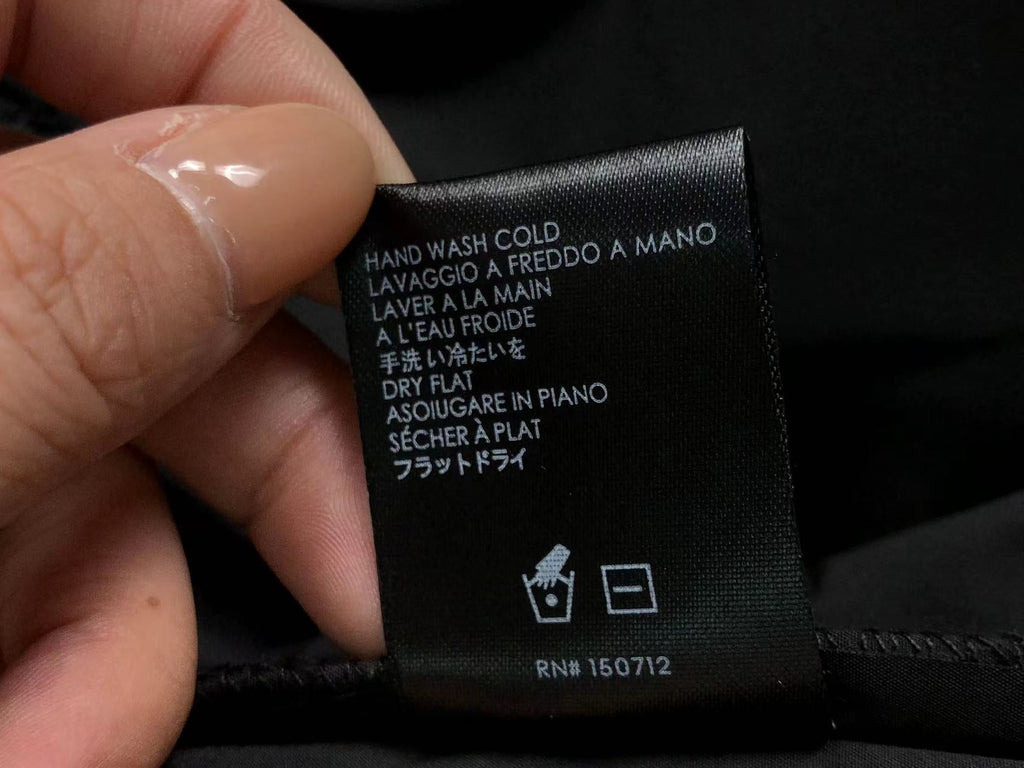 HAND WASH COLD
LAVAGGIO A FREDDO A MANO
LAVER A LA MAIN
A L'EAU FROIDE
手洗い冷たいを
DRY FLAT
ASOIUGARE IN PIANO
SÉCHER À PLAT
フラットドライ
RN# 150712